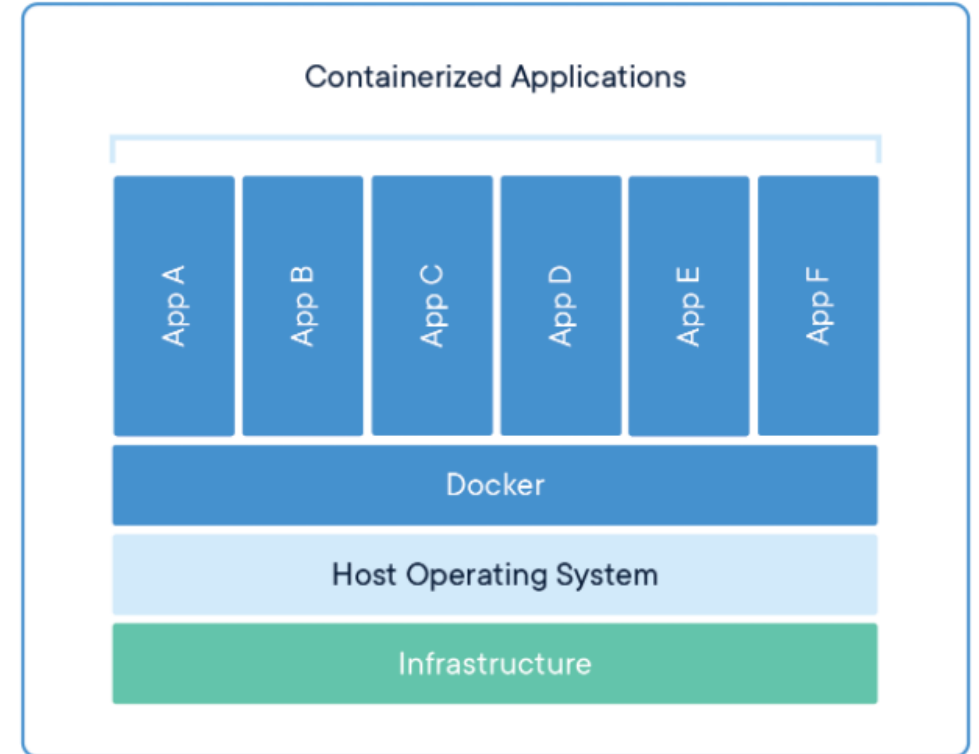 Containerized Applications
App A
App B
App C
App D
App E
App F
Docker
Host Operating System
Infrastructure